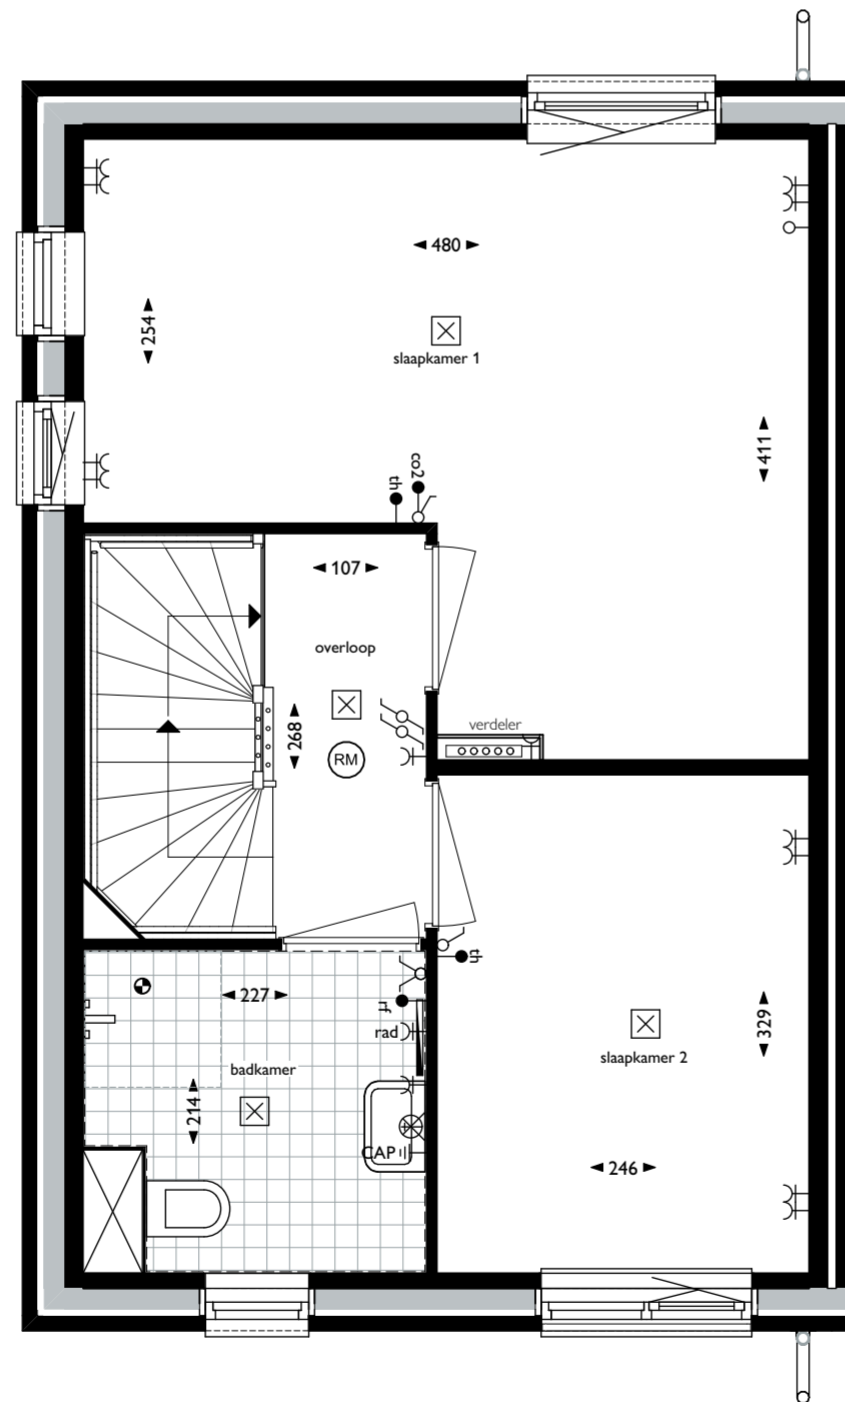 480
254
slaapkamer 1
411
co2
th
107
overloop
268
verdeler
RM
th
227
rf
rad
badkamer
214
CAP
slaapkamer 2
329
246